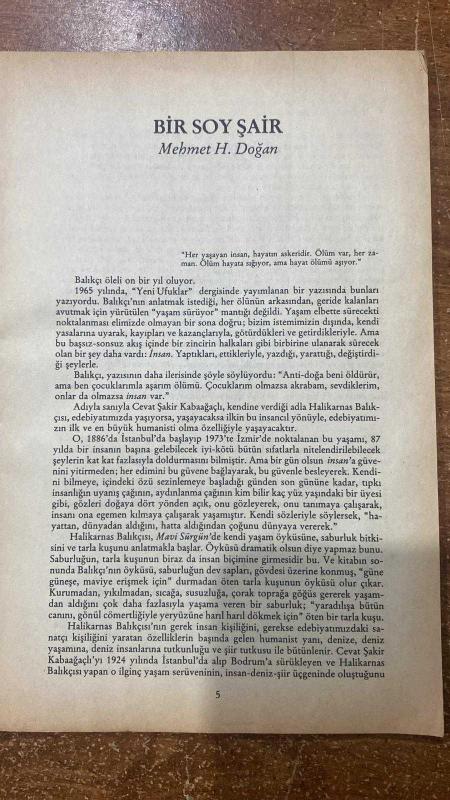 BİR SOY ŞAİR
Mehmet H. Doğan
"Her yaşayan insan, hayatın askeridir. Ölüm var, her za-
man. Ölüm hayata sığıyor, ama hayat ölümü aşıyor."
Balıkçı öleli on bir yıl oluyor.
1965 yılında, "Yeni Ufuklar" dergisinde yayımlanan bir yazısında bunları
yazıyordu. Balıkçı'nın anlatmak istediği, her ölünün arkasından, geride kalanları
avutmak için yürütülen "yaşam sürüyor" mantığı değildi. Yaşam elbette sürecekti
noktalanması elimizde olmayan bir sona doğru; bizim istemimizin dışında, kendi
yasalarına uyarak, kayıpları ve kazançlarıyla, götürdükleri ve getirdikleriyle. Ama
bu başsız-sonsuz akış içinde bir zincirin halkaları gibi birbirine ulanarak sürecek
olan bir şey daha vardı: İnsan. Yaptıkları, ettikleriyle, yazdığı, yarattığı, değiştirdi-
ği şeylerle.
Balıkçı, yazısının daha ilerisinde şöyle söylüyordu: "Anti-doğa beni öldürür,
ama ben çocuklarımla aşarım ölümü. Çocuklarım olmazsa akrabam, sevdiklerim,
onlar da olmazsa insan var."
Adıyla sanıyla Cevat Şakir Kabaağaçlı, kendine verdiği adla Halikarnas Balık-
çısı, edebiyatımızda yaşıyorsa, yaşayacaksa ilkin bu insancıl yönüyle, edebiyatımı-
zın ilk ve en büyük humanisti olma özelliğiyle yaşayacaktır.
O, 1886'da İstanbul'da başlayıp 1973'te İzmir'de noktalanan bu yaşamı, 87
yılda bir insanın başına gelebilecek iyi-kötü bütün sıfatlarla nitelendirilebilecek
şeylerin kat kat fazlasıyla doldurmasını bilmiştir. Ama bir gün olsun insan'a güve-
nini yitirmeden; her edimini bu güvene bağlayarak, bu güvenle besleyerek. Kendi-
ni bilmeye, içindeki özü sezinlemeye başladığı günden son gününe kadar, tıpkı
insanlığın uyanış çağının, aydınlanma çağının kim bilir kaç yüz yaşındaki bir üyesi
gibi, gözleri doğaya dört yönden açık, onu gözleyerek, onu tanımaya çalışarak,
insanı ona egemen kılmaya çalışarak yaşamıştır. Kendi sözleriyle söylersek, "ha-
yattan, dünyadan aldığını, hatta aldığından çoğunu dünyaya vererek."
Halikarnas Balıkçısı, Mavi Sürgün'de kendi yaşam öyküsüne, saburluk bitki-
sini ve tarla kuşunu anlatmakla başlar. Öyküsü dramatik olsun diye yapmaz bunu.
Saburluğun, tarla kuşunun biraz da insan biçimine girmesidir bu. Ve kitabın so-
nunda Balıkçı'nın öyküsü, saburluğun dev sapları, gövdesi üzerine konmuş, "güne
güneşe, maviye erişmek için" durmadan öten tarla kuşunun öyküsü olur çıkar.
Kurumadan, yıkılmadan, sıcağa, susuzluğa, çorak toprağa göğüs gererek yaşam-
dan aldığını çok daha fazlasıyla yaşama veren bir saburluk; "yaradılışa bütün
canını, gönül cömertliğiyle yeryüzüne harıl harıl dökmek için" öten bir tarla kuşu.
Halikarnas Balıkçısı'nın gerek insan kişiliğini, gerekse edebiyatımızdaki sa-
natçı kişiliğini yaratan özelliklerin başında gelen humanist yanı, denize, deniz
yaşamına, deniz insanlarına tutkunluğu ve şiir tutkusu ile bütünlenir. Cevat Şakir
Kabaağaçlı'yı 1924 yılında İstanbul'da alıp Bodrum'a sürükleyen ve Halikarnas
Balıkçısı yapan o ilginç yaşam serüveninin, insan-deniz-şiir üçgeninde oluştuğunu
5